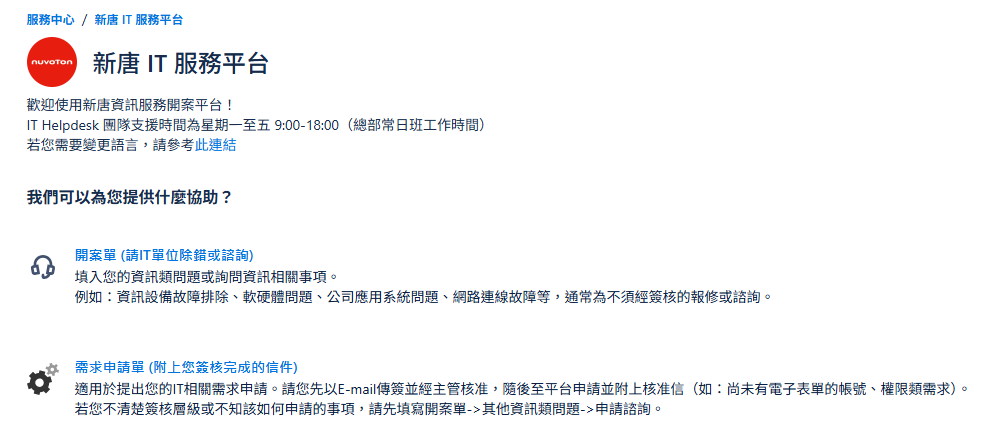 服務中心 / 新唐 IT 服務平台
nuvoTon
新唐 IT 服務平台
歡迎使用新唐資訊服務開案平台！
IT Helpdesk 團隊支援時間為星期一至五 9:00-18:00（總部常日班工作時間）
若您需要變更語言，請參考此連結
我們可以為您提供什麼協助？
開案單 (請IT單位除錯或諮詢)
填入您的資訊類問題或詢問資訊相關事項。
例如：資訊設備故障排除、軟硬體問題、公司應用系統問題、網路連線故障等，通常為不須經簽核的報修或諮詢。
需求申請單 (附上您簽核完成的信件)
適用於提出您的IT相關需求申請。請您先以E-mail傳簽並經主管核准，隨後至平台申請並附上核准信（如：尚未有電子表單的帳號、權限類需求）。
若您不清楚簽核層級或不知該如何申請的事項，請先填寫開案單->其他資訊類問題->申請諮詢。